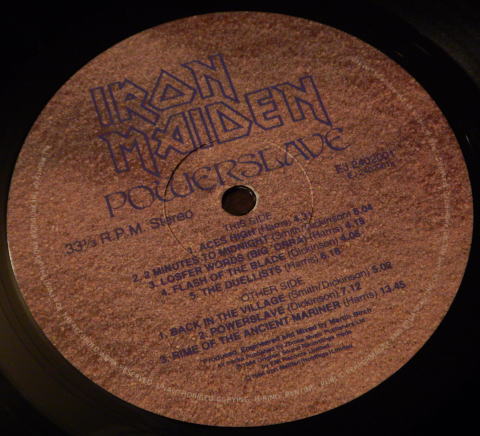 IRON
MAIDEN
POWERSLAVE
33⅓ R.P.M. Stereo
EJ 2402001
THIS SIDE
1. ACES HIGH (Harris) 4.31
2. 2 MINUTES TO MIDNIGHT (Smith/Dickinson) 6.04
3. LOSFER WORDS (BIG 'ORRA) (Harris) 4.15
4. FLASH OF THE BLADE (Dickinson) 4.05
5. THE DUELLISTS (Harris) 6.18
OTHER SIDE
1. BACK IN THE VILLAGE (Smith/Dickinson) 5.02
2. POWERSLAVE (Dickinson) 7.12
3. RIME OF THE ANCIENT MARINER (Harris) 13.45
Produced, Engineered and Mixed by Martin Birch